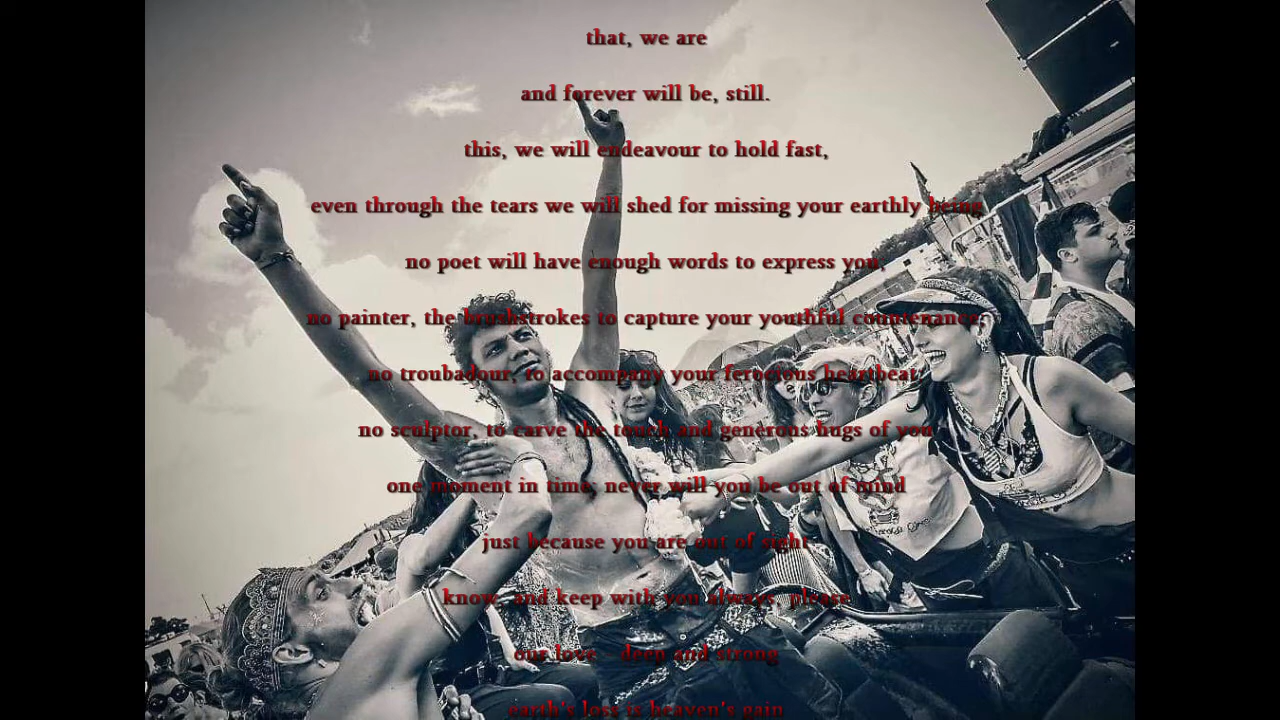 that, we are
and forever will be, still.
this, we will endeavour to hold fast,
even through the tears we will shed for missing your earthly being
no poet will have enough words to express you,
no painter, the brushstrokes to capture your youthful countenance,
no troubadour, to accompany your ferocious heartbeat,
no sculptor, to carve the touch and generous hugs of you
one moment in time; never will you be out of mind
just because you are out of sight
know, and keep with you always, please
our love - deep and strong
earth's loss is heaven's gain